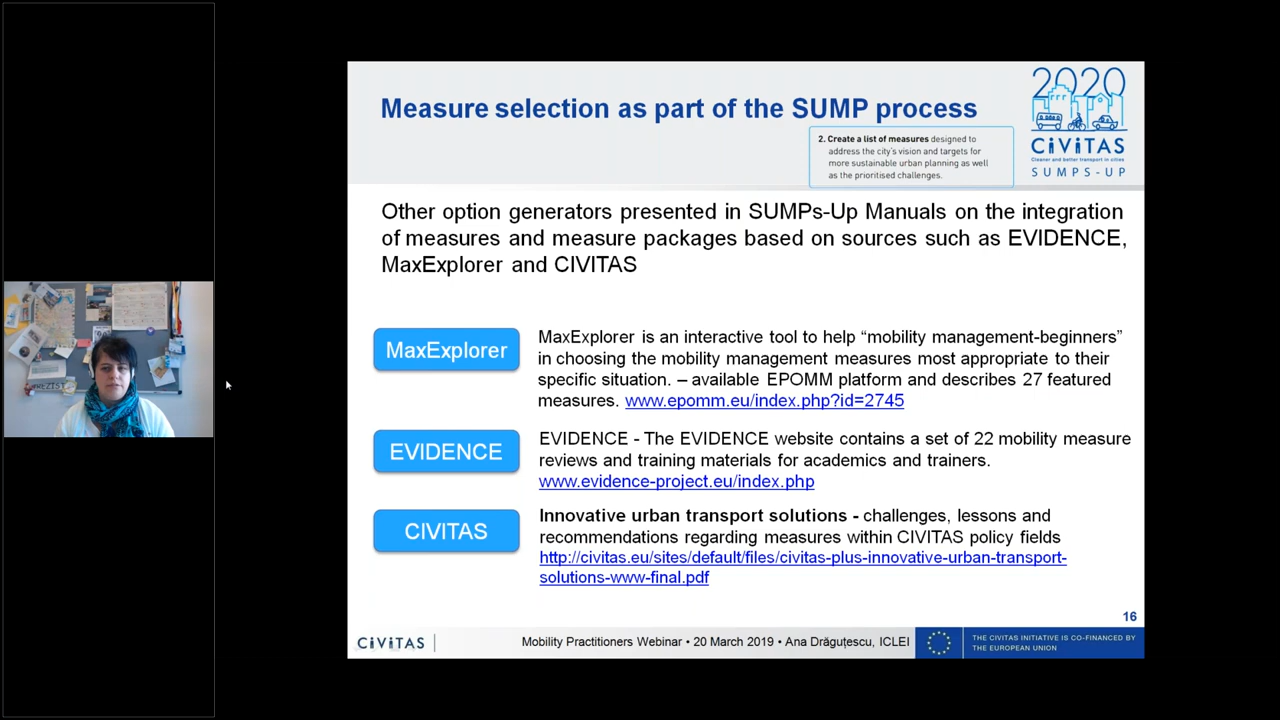 Measure selection as part of the SUMP process
2. Create a list of measures designed to
address the city's vision and targets for
more sustainable urban planning as well
as the prioritised challenges.
2020
CiViTAS
Cleaner and better transport in cities
SUMPS-UP
Other option generators presented in SUMPs-Up Manuals on the integration
of measures and measure packages based on sources such as EVIDENCE,
MaxExplorer and CIVITAS
MaxExplorer
MaxExplorer is an interactive tool to help “mobility management-beginners”
in choosing the mobility management measures most appropriate to their
specific situation. – available EPOMM platform and describes 27 featured
measures. www.epomm.eu/index.php?id=2745
EVIDENCE
EVIDENCE - The EVIDENCE website contains a set of 22 mobility measure
reviews and training materials for academics and trainers.
www.evidence-project.eu/index.php
CIVITAS
Innovative urban transport solutions - challenges, lessons and
recommendations regarding measures within CIVITAS policy fields
http://civitas.eu/sites/default/files/civitas-plus-innovative-urban-transport-
solutions-www-final.pdf
16
CiViTAS
Mobility Practitioners Webinar • 20 March 2019 • Ana Drăguțescu, ICLEI
THE CIVITAS INITIATIVE IS CO-FINANCED BY
THE EUROPEAN UNION